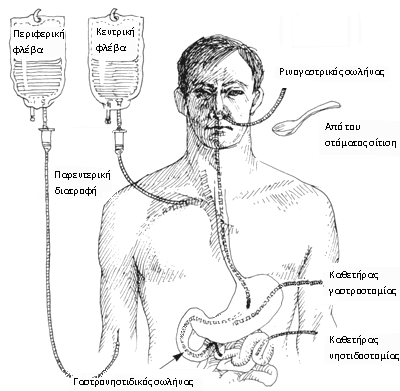 Περιφερική
φλέβα
Κεντρική
φλέβα
Ρινογαστρικός σωλήνας
Από του
στόματος σίτιση
Παρεντερική
διατροφή
Καθετήρας
γαστροστομίας
Καθετήρας
νηστιδοστομίας
Γαστρονηστιδικός σωλήνας